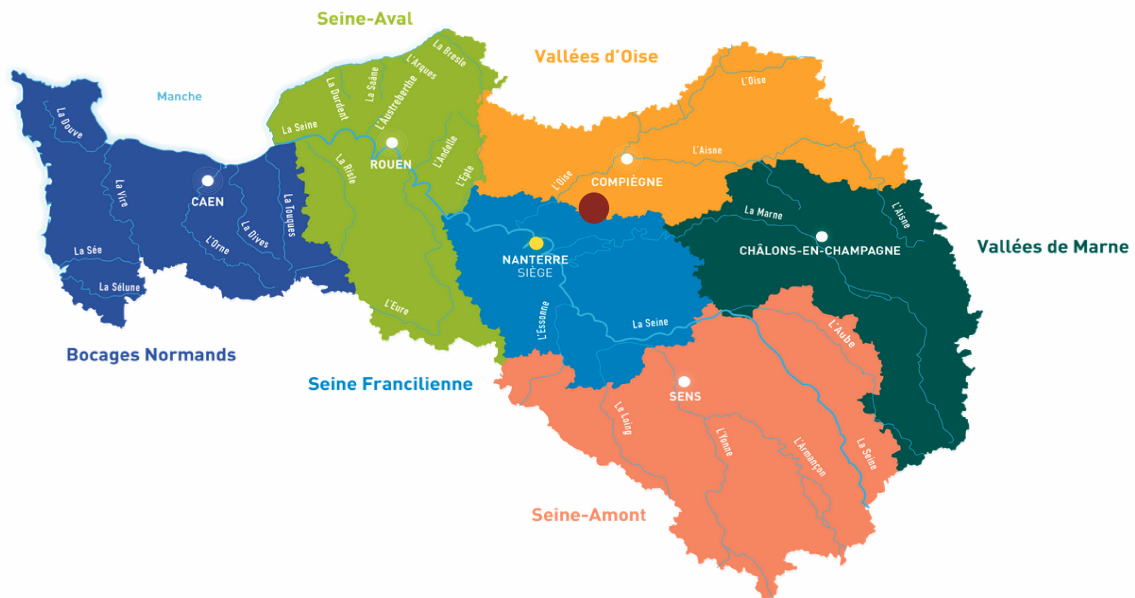 Seine-Aval
Vallées d'Oise
Manche
La Bresle
L'Arques
La Saâne
La Durdent
L'Austreberthe
La Seine
ROUEN
L'Andelle
L'Epte
La Risle
L'Eure
L'Oise
L'Aisne
L'Oise
COMPIÈGNE
L'Aisne
La Douve
La Vire
CAEN
L'Orne
La Dives
La Touques
La Sée
La Sélune
La Marne
CHÂLONS-EN-CHAMPAGNE
Vallées de Marne
NANTERRE
SIÈGE
L'Essonne
La Seine
L'Aube
Bocages Normands
Seine Francilienne
SENS
Le Loing
L'Yonne
L'Armançon
La Seine
Seine-Amont